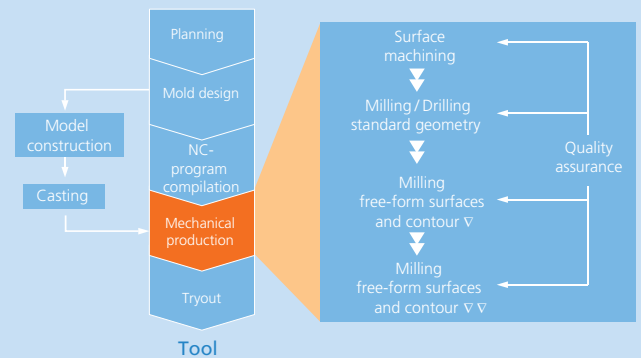 Planning
Mold design
NC-
program
compilation
Mechanical
production
Tryout
Tool
Model
construction
Casting
Surface
machining
Milling / Drilling
standard geometry
Milling
free-form surfaces
and contour ∇
Milling
free-form surfaces
and contour ∇ ∇
Quality
assurance